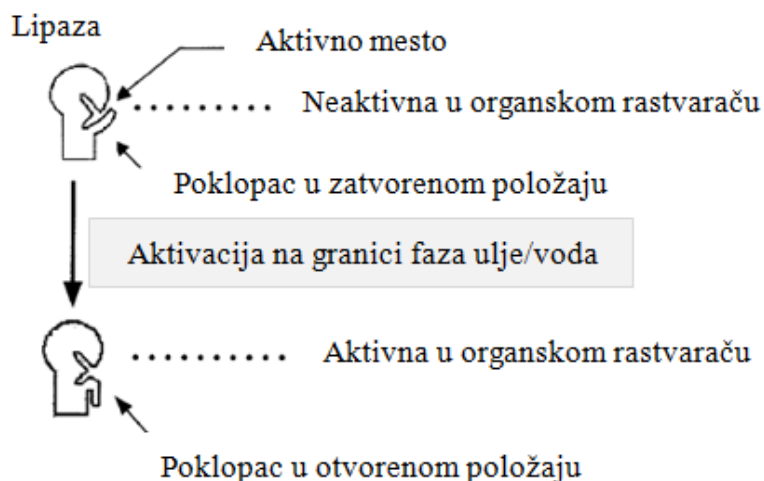 Lipaza
Aktivno mesto
Neaktivna u organskom rastvaraču
Poklopac u zatvorenom položaju
Aktivacija na granici faza ulje/voda
Aktivna u organskom rastvaraču
Poklopac u otvorenom položaju